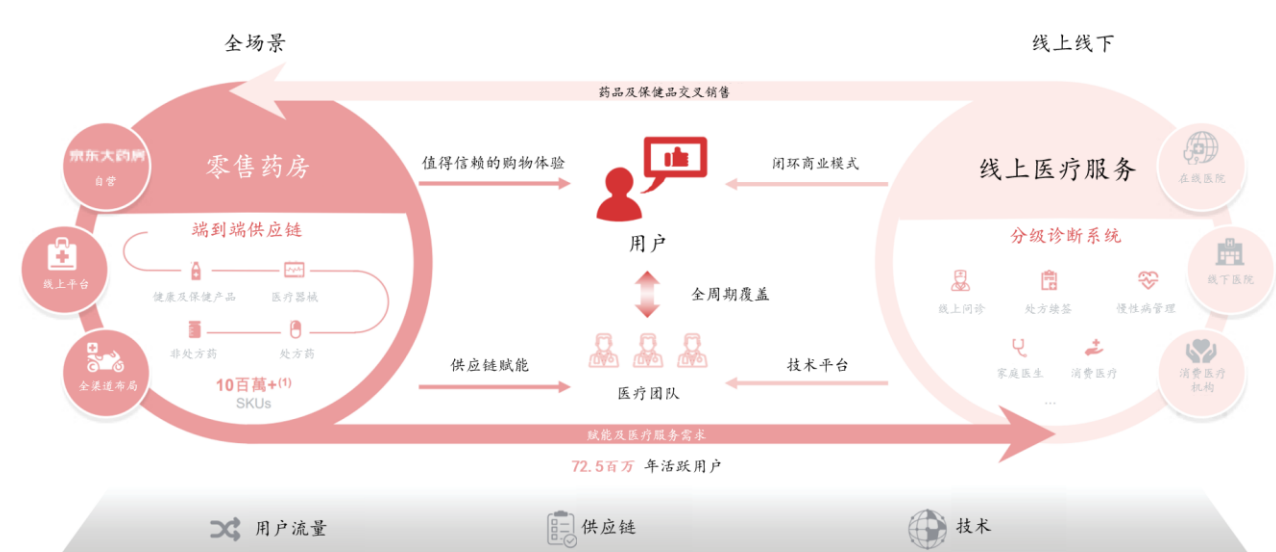 全场景
线上线下
药品及保健品交叉销售
京东大药房
自营
零售药房
值得信赖的购物体验
闭环商业模式
线上医疗服务
在线医院
端到端供应链
用户
分级诊断系统
线上平台
健康及保健产品
医疗器械
全周期覆盖
线上问诊
处方续签
慢性病管理
线下医院
非处方药
处方药
供应链赋能
技术平台
家庭医生
消费医疗
全渠道布局
10百萬+(1)
SKUs
医疗团队
...
消费医疗
机构
赋能及医疗服务需求
72.5百万 年活跃用户
用户流量
供应链
技术